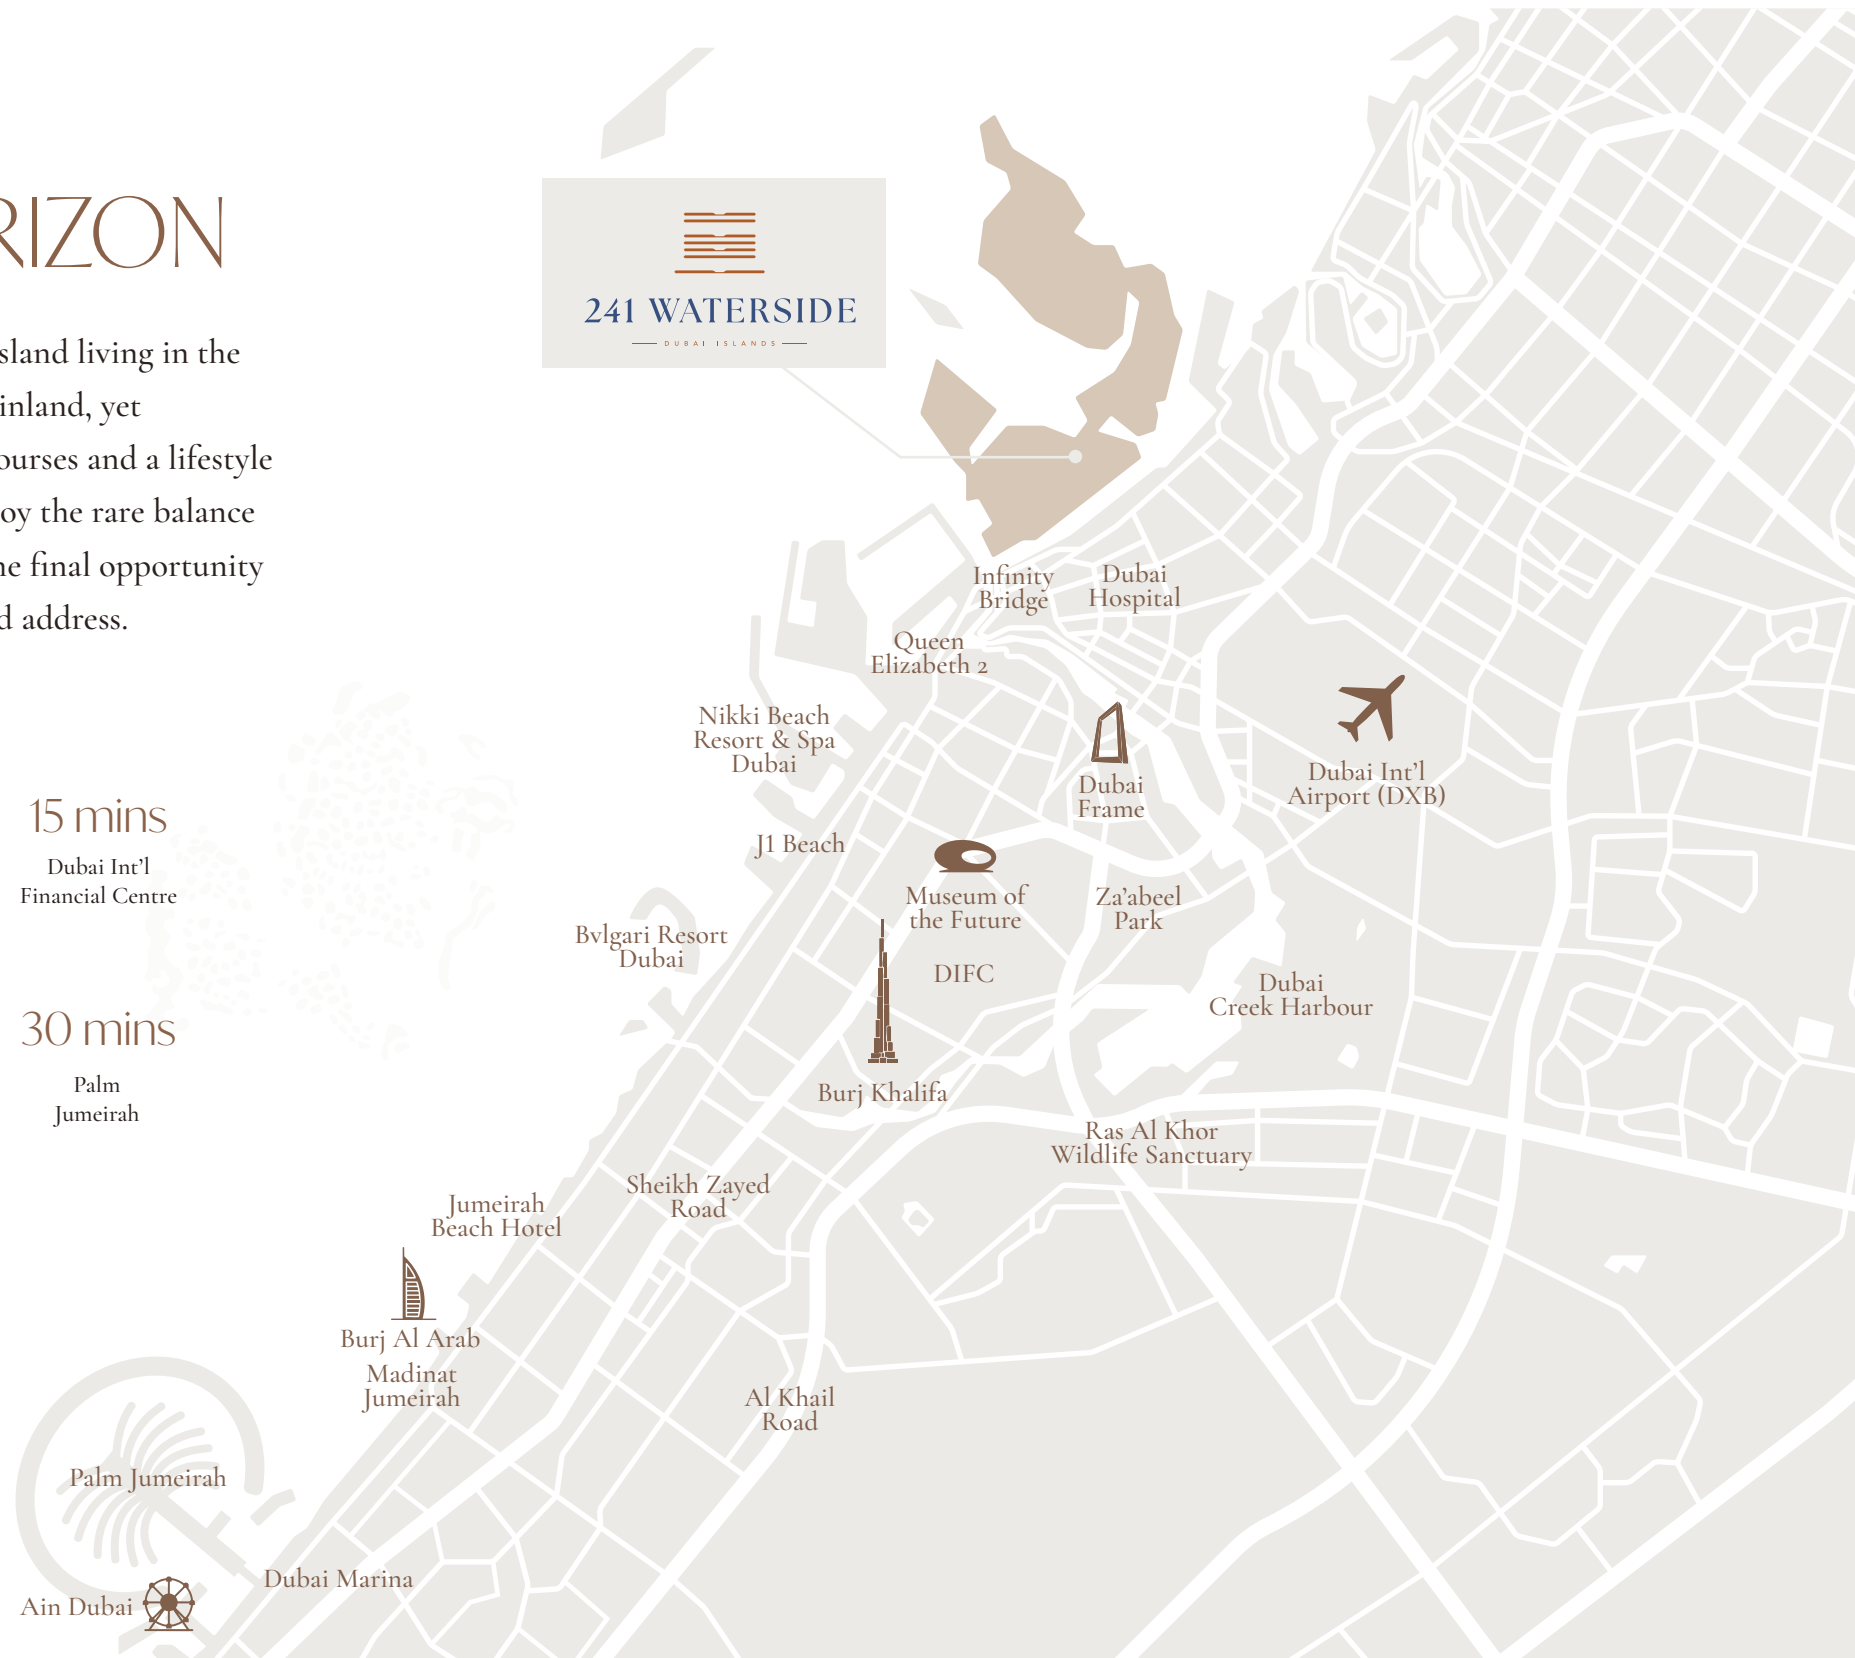 RIZON
sland living in the
inland, yet
ourses and a lifestyle
oy the rare balance
ne final opportunity
d address.
15 mins
Dubai Int'l
Financial Centre
30 mins
Palm
Jumeirah
241 WATERSIDE
DUBAI ISLANDS
Infinity
Bridge
Dubai
Hospital
Queen
Elizabeth 2
Nikki Beach
Resort & Spa
Dubai
Dubai
Frame
Dubai Int'l
Airport (DXB)
J1 Beach
Museum of
the Future
Za'abeel
Park
Bvlgari Resort
Dubai
DIFC
Dubai
Creek Harbour
Burj Khalifa
Ras Al Khor
Wildlife Sanctuary
Sheikh Zayed
Road
Jumeirah
Beach Hotel
Burj Al Arab
Madinat
Jumeirah
Al Khail
Road
Palm Jumeirah
Dubai Marina
Ain Dubai